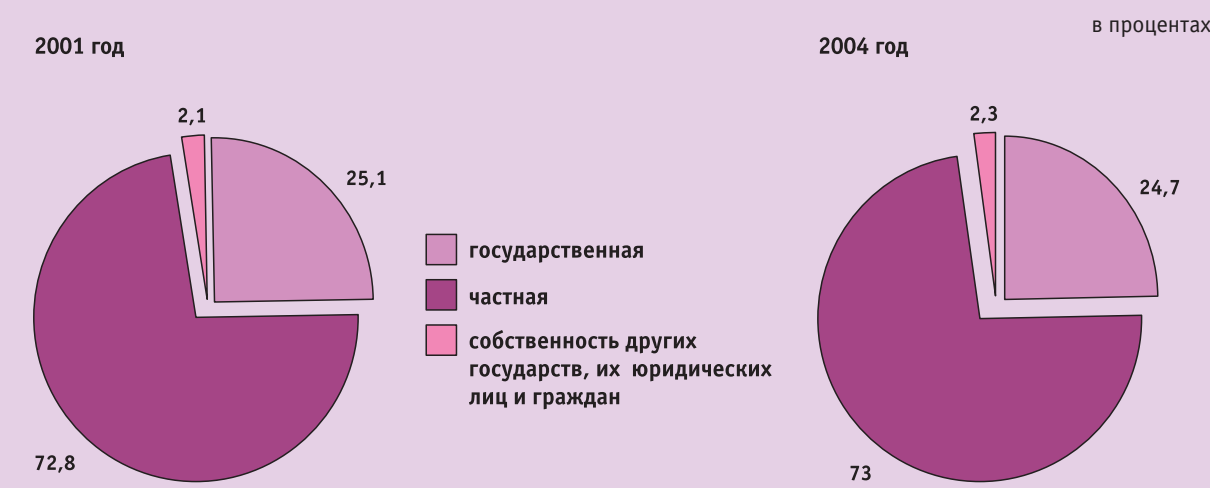 в процентах
2001 год
2004 год
2,1
25,1
72,8
государственная
частная
собственность других
государств, их юридических
лиц и граждан
2,3
24,7
73